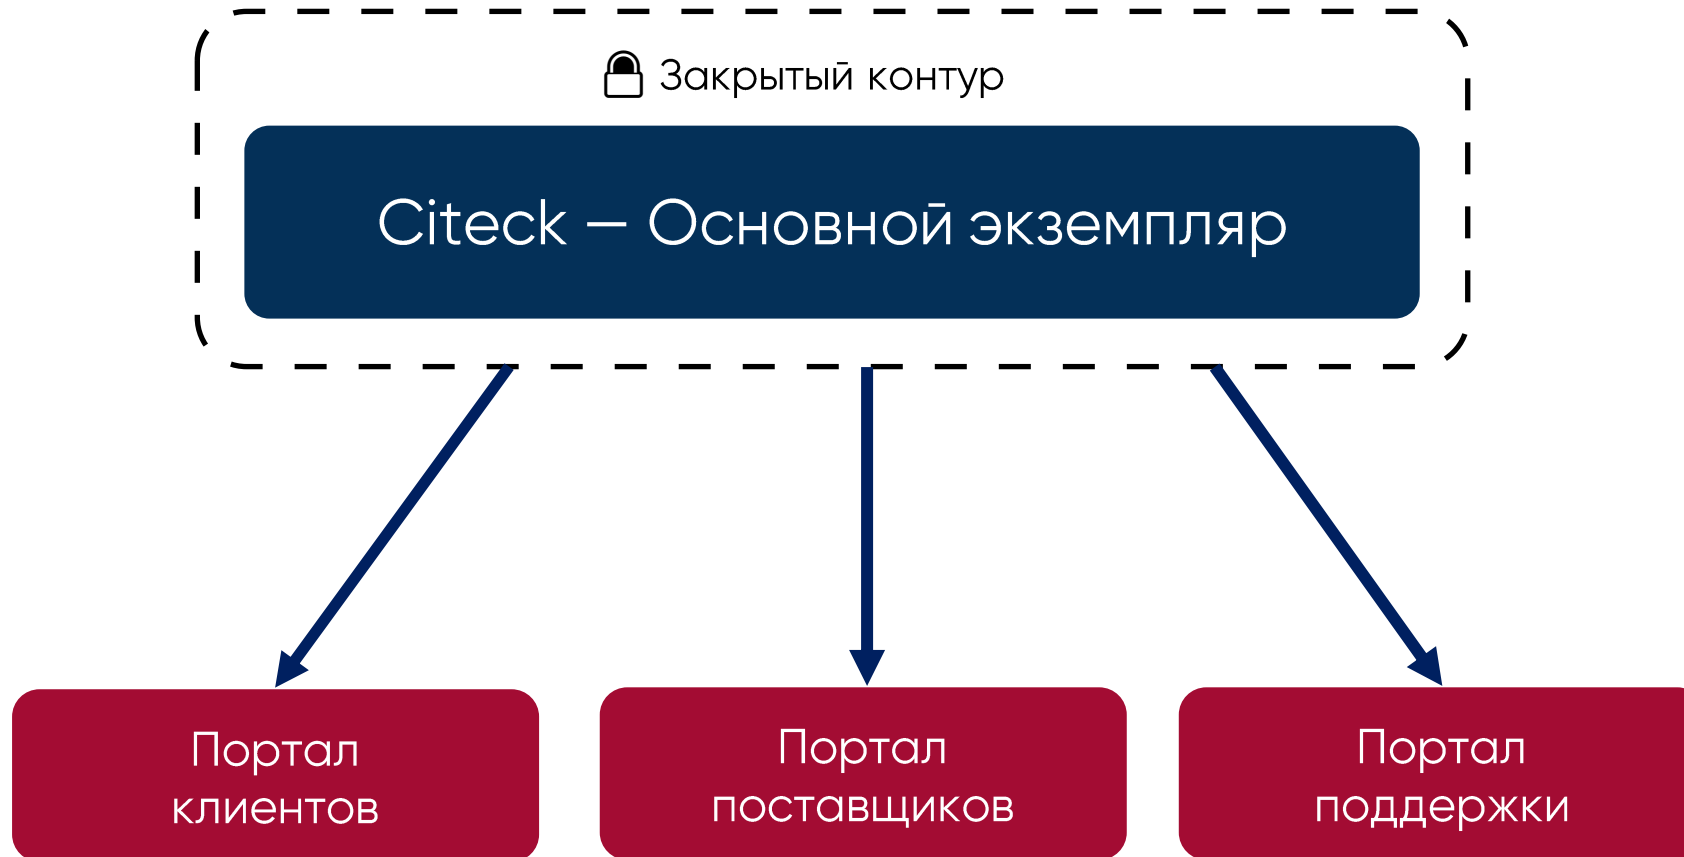 Закрытый контур
Citeck — Основной экземпляр
Портал
клиентов
Портал
поставщиков
Портал
поддержки